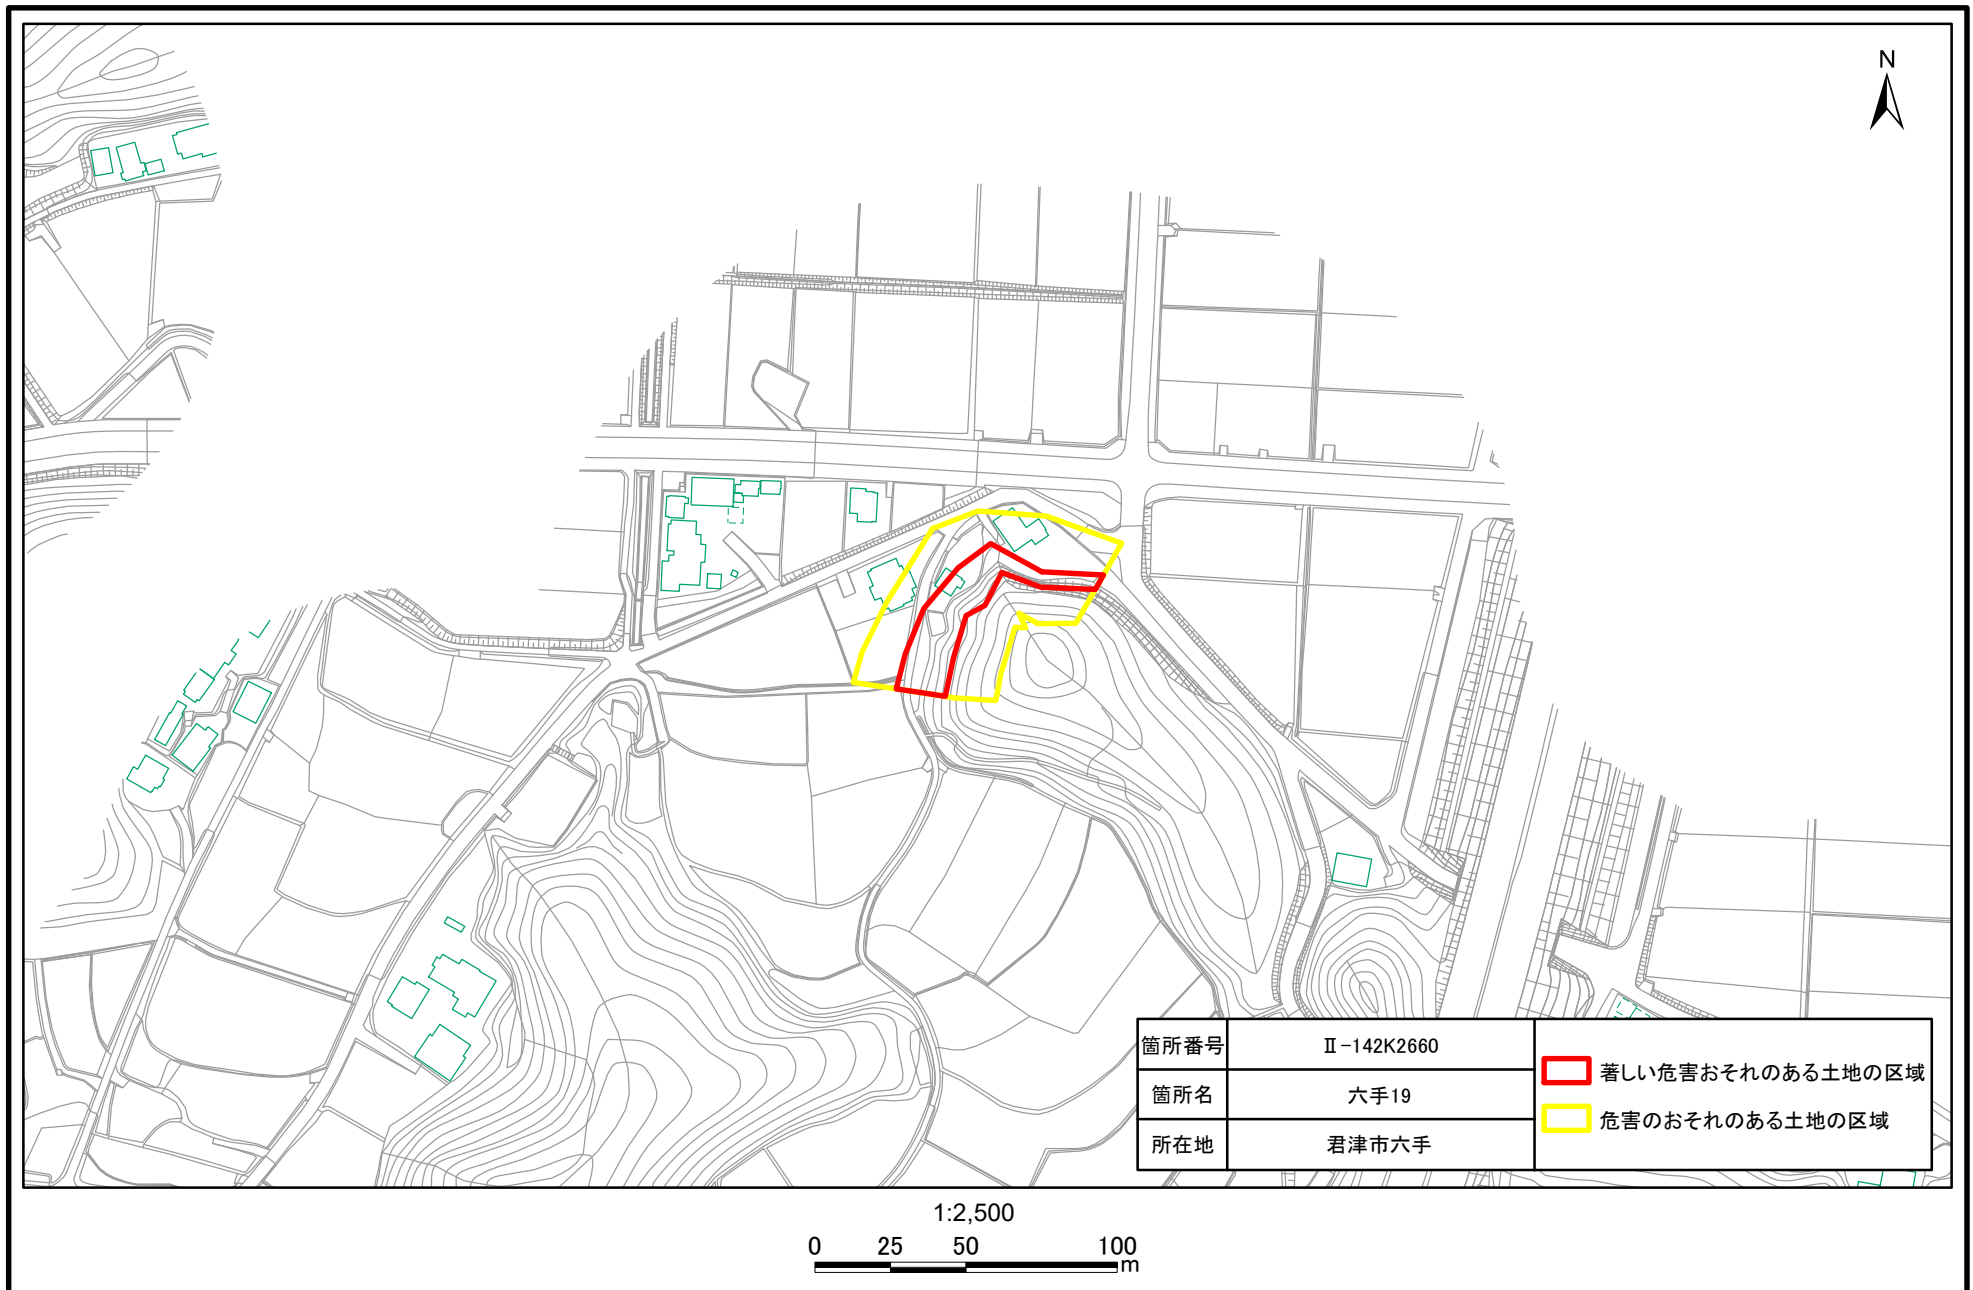 N
箇所番号 Ⅱ-142K2660
箇所名 六手19
所在地 君津市六手
著しい危害おそれのある土地の区域
危害のおそれのある土地の区域
1:2,500
0 25 50 100
m